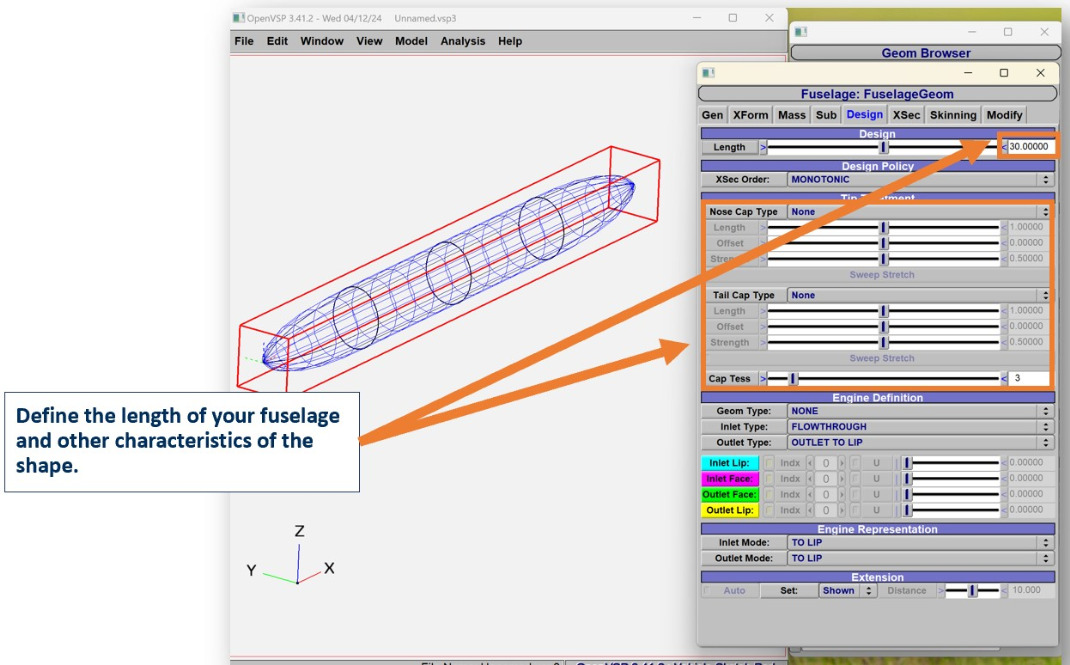 OpenVSP 3.41.2 - Wed 04/12/24 Unnamed.vsp3
File Edit Window View Model Analysis Help
Geom Browser
Fuselage: FuselageGeom
Gen XForm Mass Sub Design XSec Skinning Modify
Design
Length > < 30.00000
Design Policy
XSec Order: MONOTONIC
Nose Cap Type None
Length > < 1.00000
Offset > < 0.00000
Strength > < 0.50000
Sweep Stretch
Tail Cap Type None
Length > < 1.00000
Offset > < 0.00000
Strength > < 0.50000
Sweep Stretch
Cap Tess > < 3
Engine Definition
Geom Type: NONE
Inlet Type: FLOWTHROUGH
Outlet Type: OUTLET TO LIP
Inlet Lip: Indx < 0 > U < 0.00000
Inlet Face: Indx < 0 > U < 0.00000
Outlet Face: Indx < 0 > U < 0.00000
Outlet Lip: Indx < 0 > U < 0.00000
Engine Representation
Inlet Mode: TO LIP
Outlet Mode: TO LIP
Extension
Auto Set: Shown Distance > < 10.000
Define the length of your fuselage
and other characteristics of the
shape.
Z
Y X